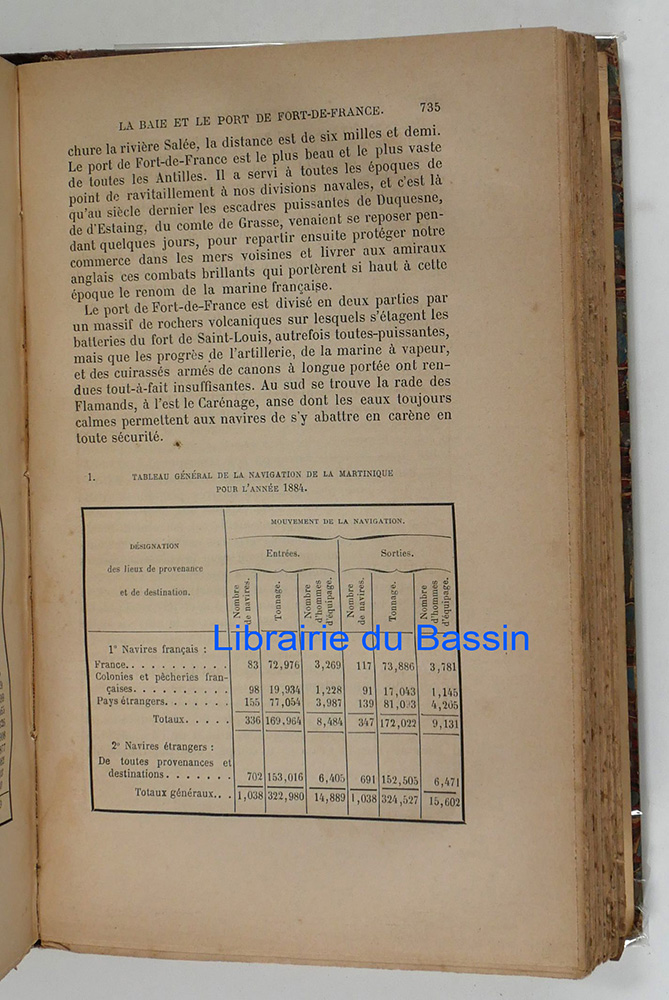 LA BAIE ET LE PORT DE FORT-DE-FRANCE. 735
chure la rivière Salée, la distance est de six milles et demi.
Le port de Fort-de-France est le plus beau et le plus vaste
de toutes les Antilles. Il a servi à toutes les époques de
point de ravitaillement à nos divisions navales, et c'est là
qu'au siècle dernier les escadres puissantes de Duquesne,
de d'Estaing, du comte de Grasse, venaient se reposer pen-
dant quelques jours, pour repartir ensuite protéger notre
commerce dans les mers voisines et livrer aux amiraux
anglais ces combats brillants qui portèrent si haut à cette
époque le renom de la marine française.
Le port de Fort-de-France est divisé en deux parties par
un massif de rochers volcaniques sur lesquels s'étagent les
batteries du fort de Saint-Louis, autrefois toutes-puissantes,
mais que les progrès de l'artillerie, de la marine à vapeur,
et des cuirassés armés de canons à longue portée ont ren-
dues tout-à-fait insuffisantes. Au sud se trouve la rade des
Flamands, à l'est le Carénage, anse dont les eaux toujours
calmes permettent aux navires de s'y abattre en carène en
toute sécurité.
1. TABLEAU GÉNÉRAL DE LA NAVIGATION DE LA MARTINIQUE
POUR L'ANNÉE 1884.
DÉSIGNATION
des lieux de provenance
et de destination.
MOUVEMENT DE LA NAVIGATION.
Entrées. Sorties.
Nombre de navires. Tonnage. Nombre d'hommes d'équipage. Nombre de navires. Tonnage. Nombre d'hommes d'équipage.
Librairie du Bassin
1° Navires français :
France. . . . . . . . . . 83 72,976 3,269 117 73,886 3,781
Colonies et pêcheries fran-
çaises. . . . . . . . . . 98 19,934 1,228 91 17,043 1,145
Pays étrangers. . . . . . . 155 77,054 3,987 139 4,205
Totaux. . . . . 336 169.964 8,484 347 172,022 9,131
2° Navires étrangers :
De toutes provenances et
destinations . . . . . . . 702 153,016 6,405 691 152,505 6,471
Totaux généraux. . . 1,038 322,980 14,889 1,038 324,527 15,602